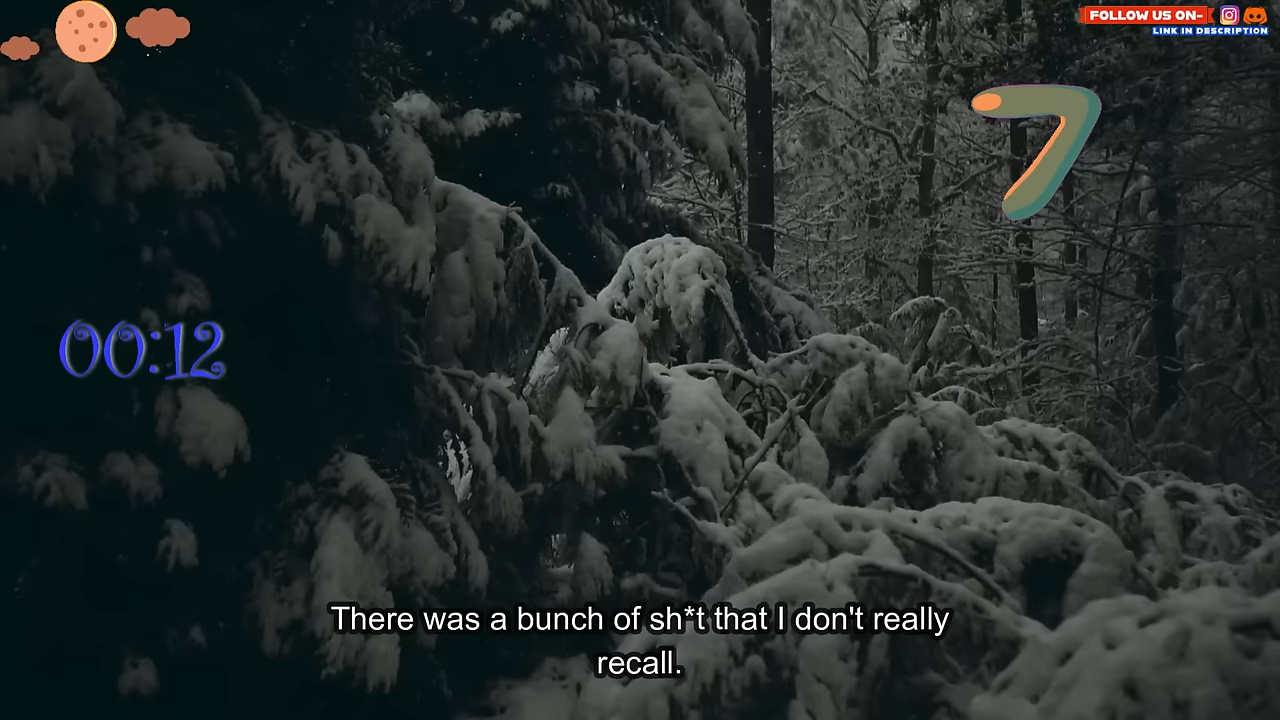 FOLLOW US ON-
LINK IN DESCRIPTION
7
00:12
There was a bunch of sh*t that I don't really
recall.